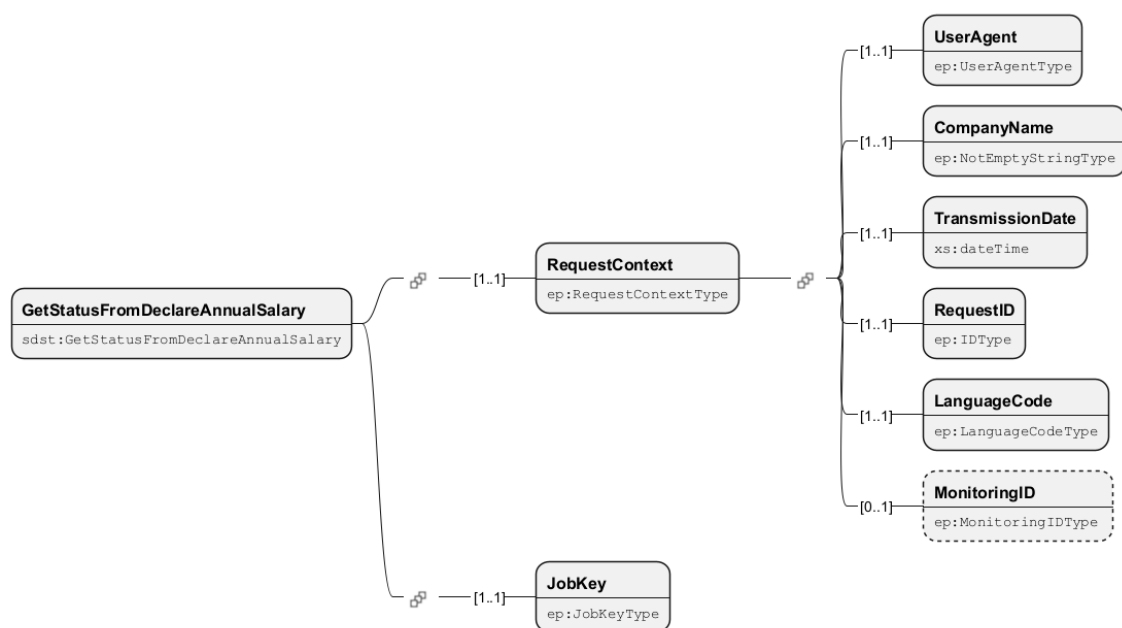 GetStatusFromDeclareAnnualSalary
sdst:GetStatusFromDeclareAnnualSalary
[1..1]
RequestContext
ep:RequestContextType
[1..1]
UserAgent
ep:UserAgentType
[1..1]
CompanyName
ep:NotEmptyStringType
[1..1]
TransmissionDate
xs:dateTime
[1..1]
RequestID
ep:IDType
[1..1]
LanguageCode
ep:LanguageCodeType
[0..1]
MonitoringID
ep:MonitoringIDType
[1..1]
JobKey
ep:JobKeyType